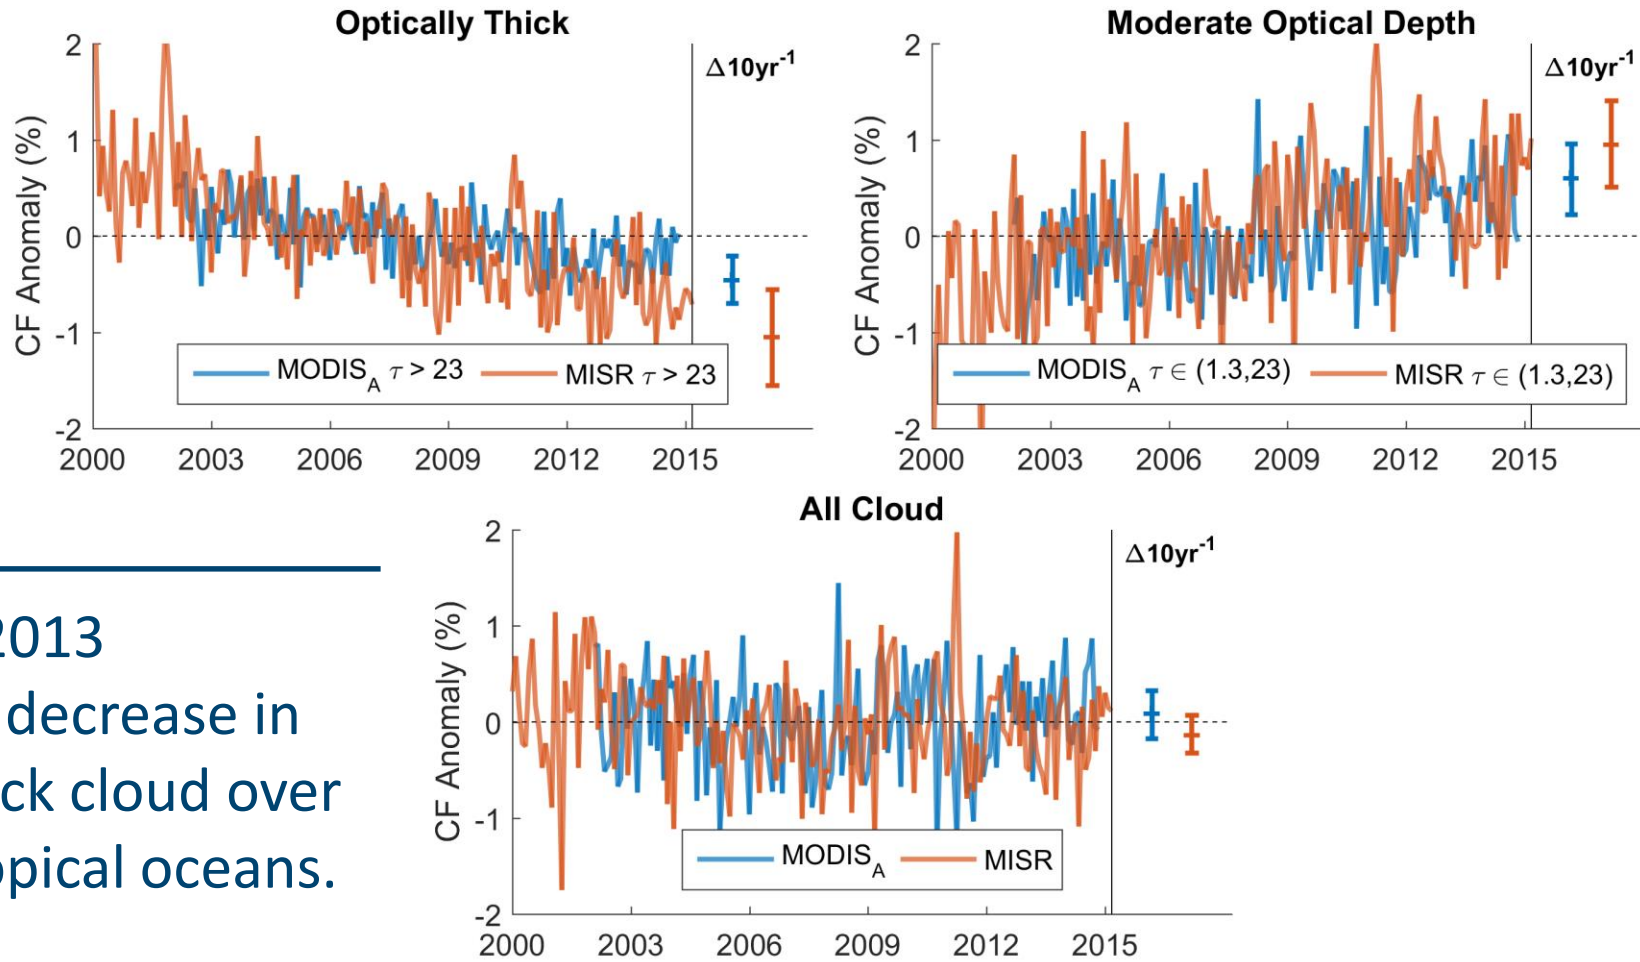 Optically Thick
Δ10yr-1
CF Anomaly (%)
2
1
0
-1
-2
MODISA τ > 23 MISR τ > 23
2000 2003 2006 2009 2012 2015
Moderate Optical Depth
Δ10yr-1
CF Anomaly (%)
2
1
0
-1
-2
MODISA τ ∈ (1.3,23) MISR τ ∈ (1.3,23)
2000 2003 2006 2009 2012 2015
2013
decrease in
ck cloud over
opical oceans.
All Cloud
Δ10yr-1
CF Anomaly (%)
2
1
0
-1
-2
MODISA MISR
2000 2003 2006 2009 2012 2015